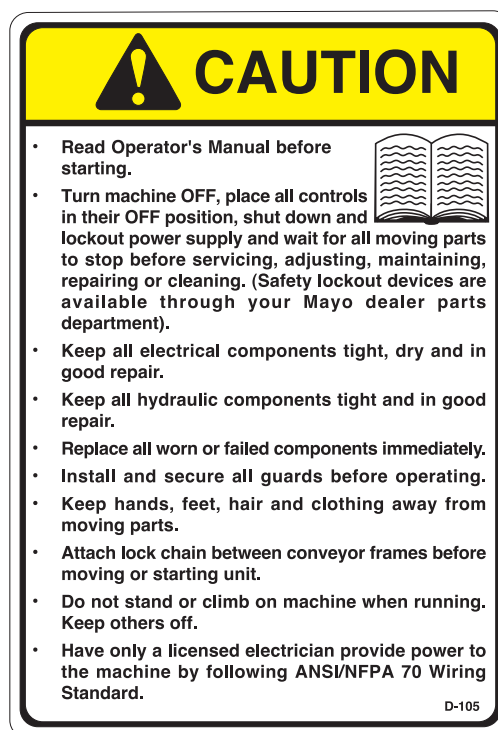 CAUTION
· Read Operator's Manual before
starting.
· Turn machine OFF, place all controls
in their OFF position, shut down and
lockout power supply and wait for all moving parts
to stop before servicing, adjusting, maintaining,
repairing or cleaning. (Safety lockout devices are
available through your Mayo dealer parts
department).
· Keep all electrical components tight, dry and in
good repair.
· Keep all hydraulic components tight and in good
repair.
· Replace all worn or failed components immediately.
· Install and secure all guards before operating.
· Keep hands, feet, hair and clothing away from
moving parts.
· Attach lock chain between conveyor frames before
moving or starting unit.
· Do not stand or climb on machine when running.
Keep others off.
· Have only a licensed electrician provide power to
the machine by following ANSI/NFPA 70 Wiring
Standard.
D-105